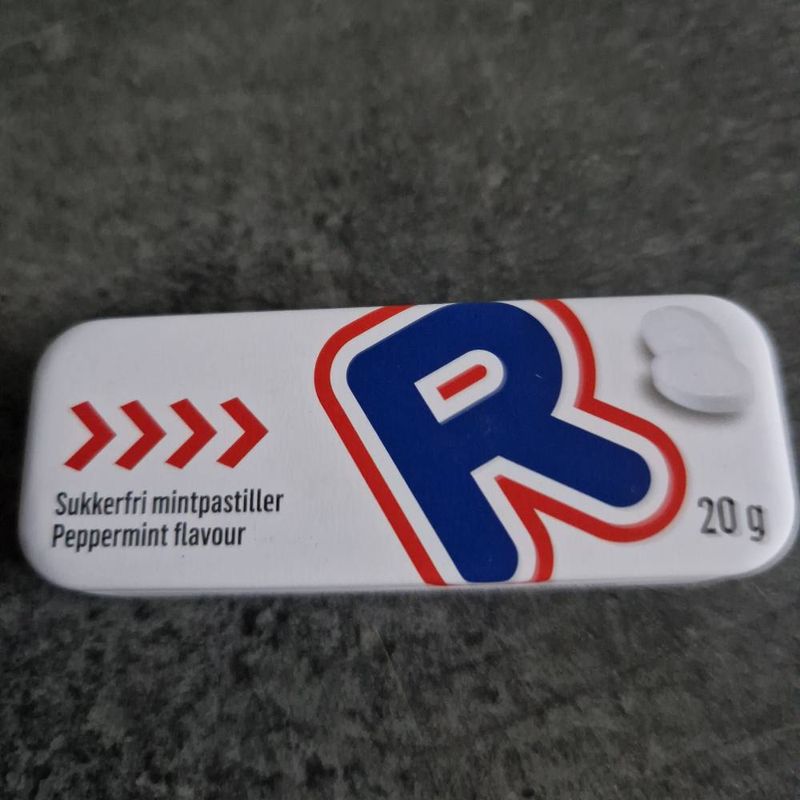 Sukkerfri mintpastiller
Peppermint flavour
R
20 g